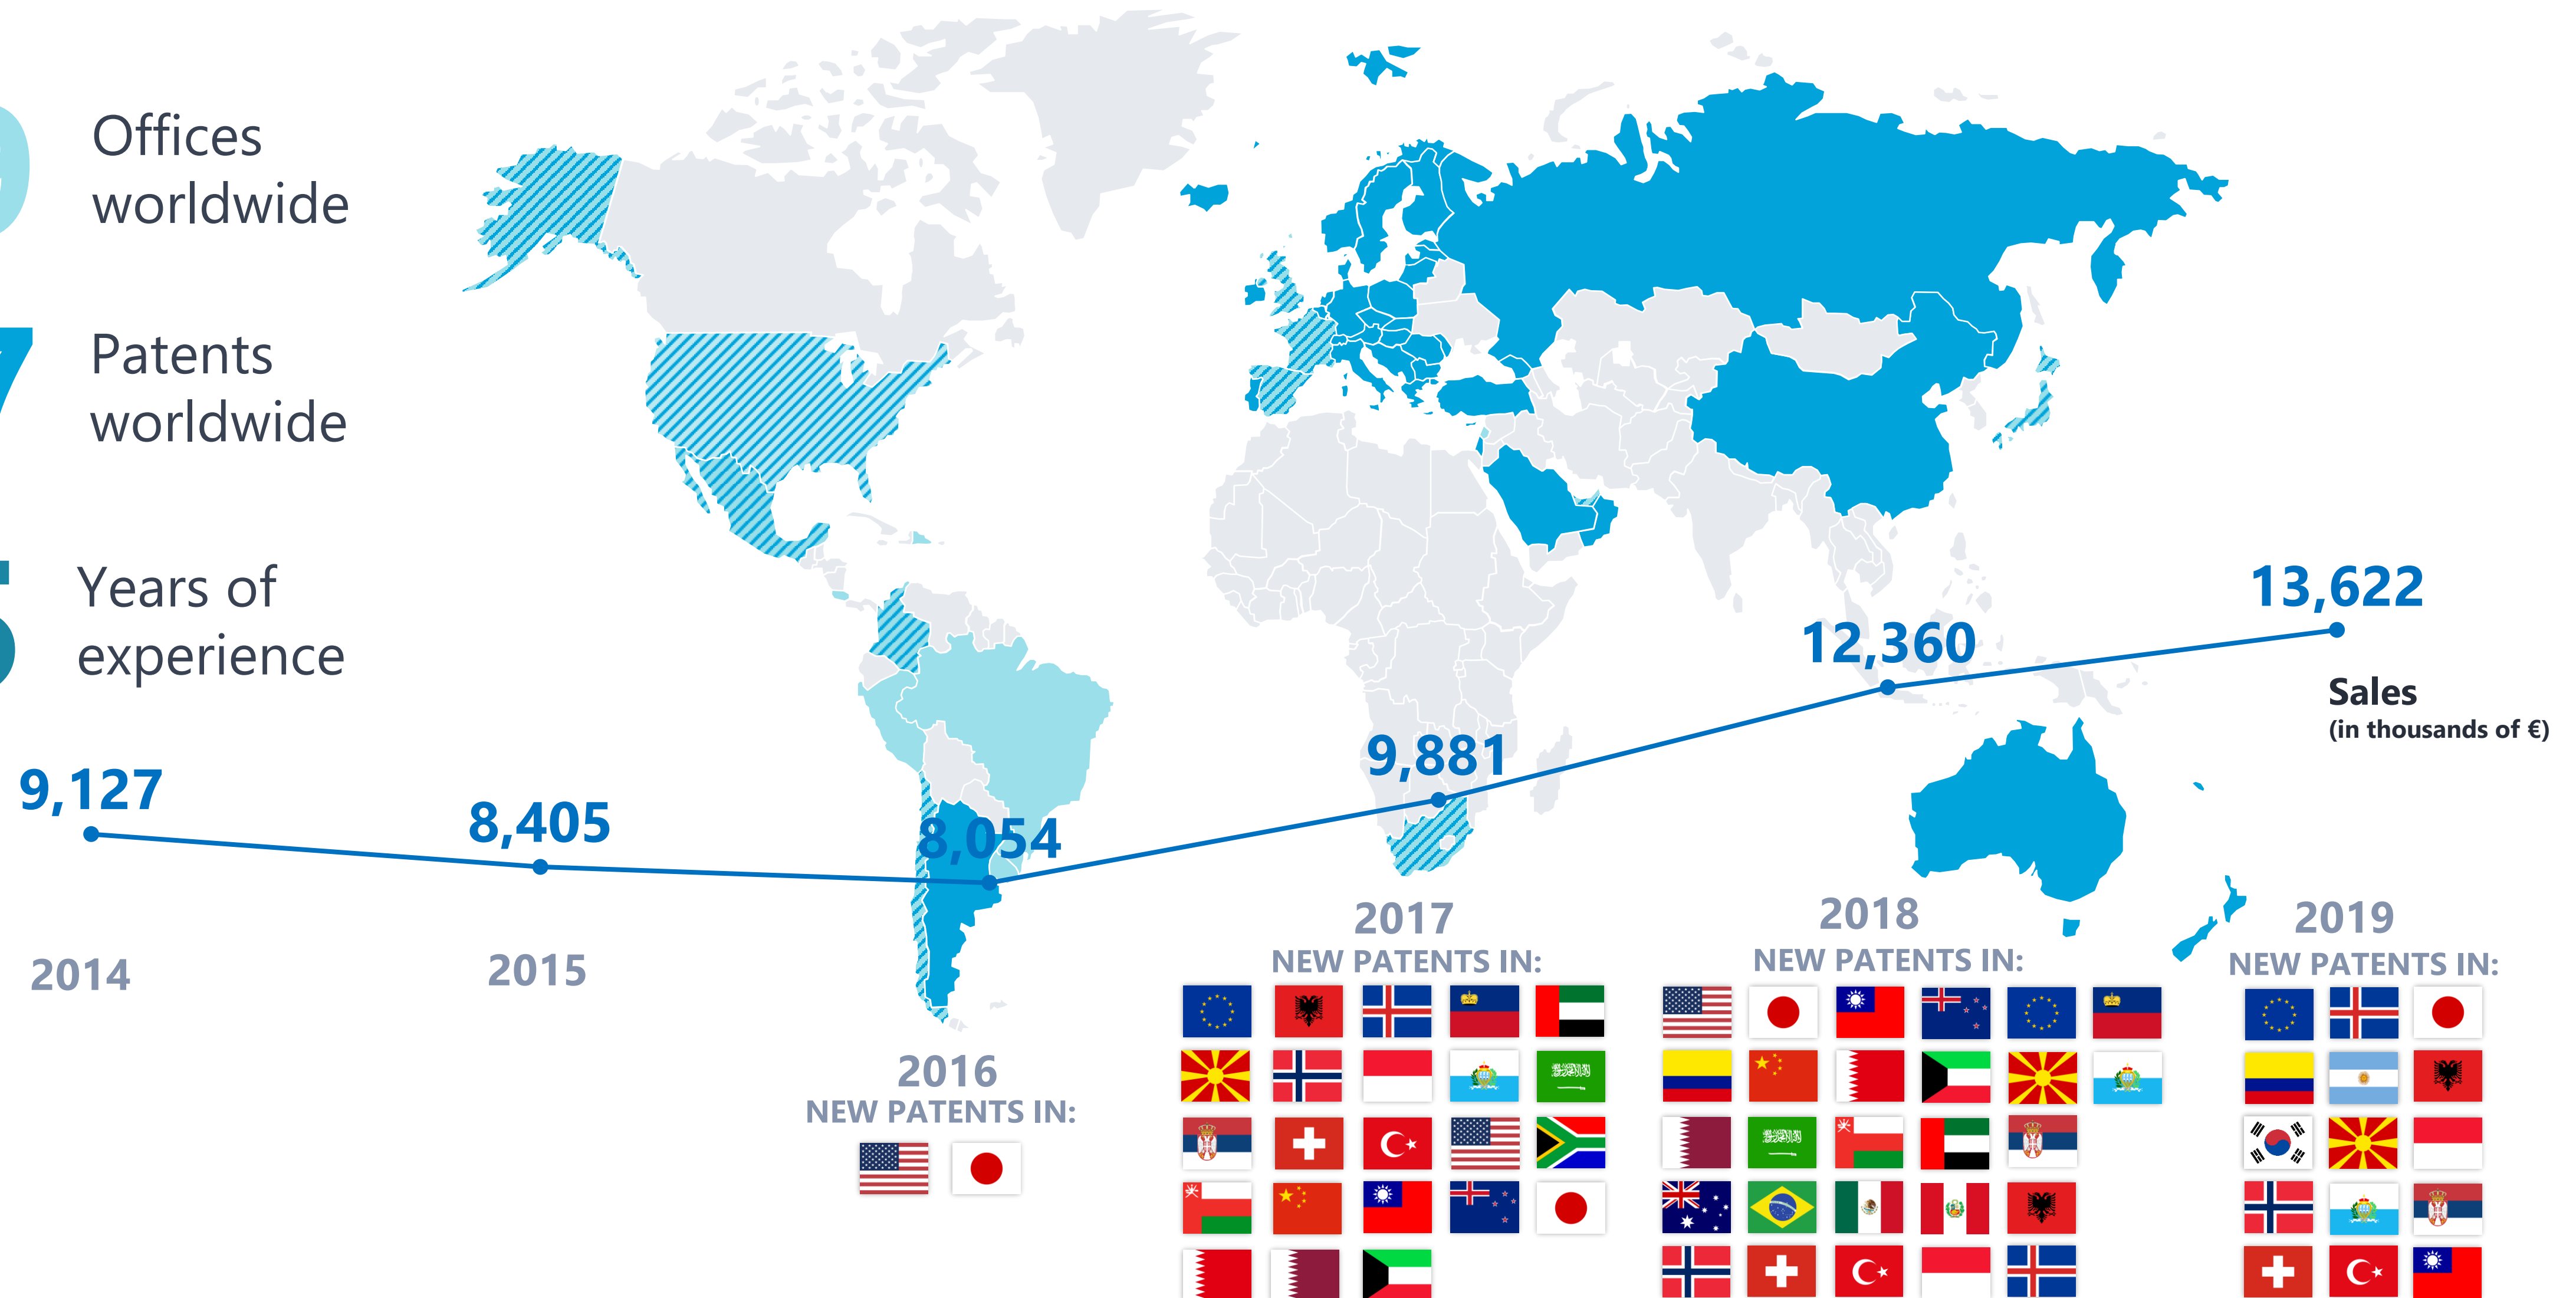 Offices
worldwide
Patents
worldwide
Years of
experience
13,622
12,360
Sales
(in thousands of €)
9,881
9,127
8,405
8,054
2014
2015
2016
NEW PATENTS IN:
2017
NEW PATENTS IN:
2018
NEW PATENTS IN:
2019
NEW PATENTS IN: